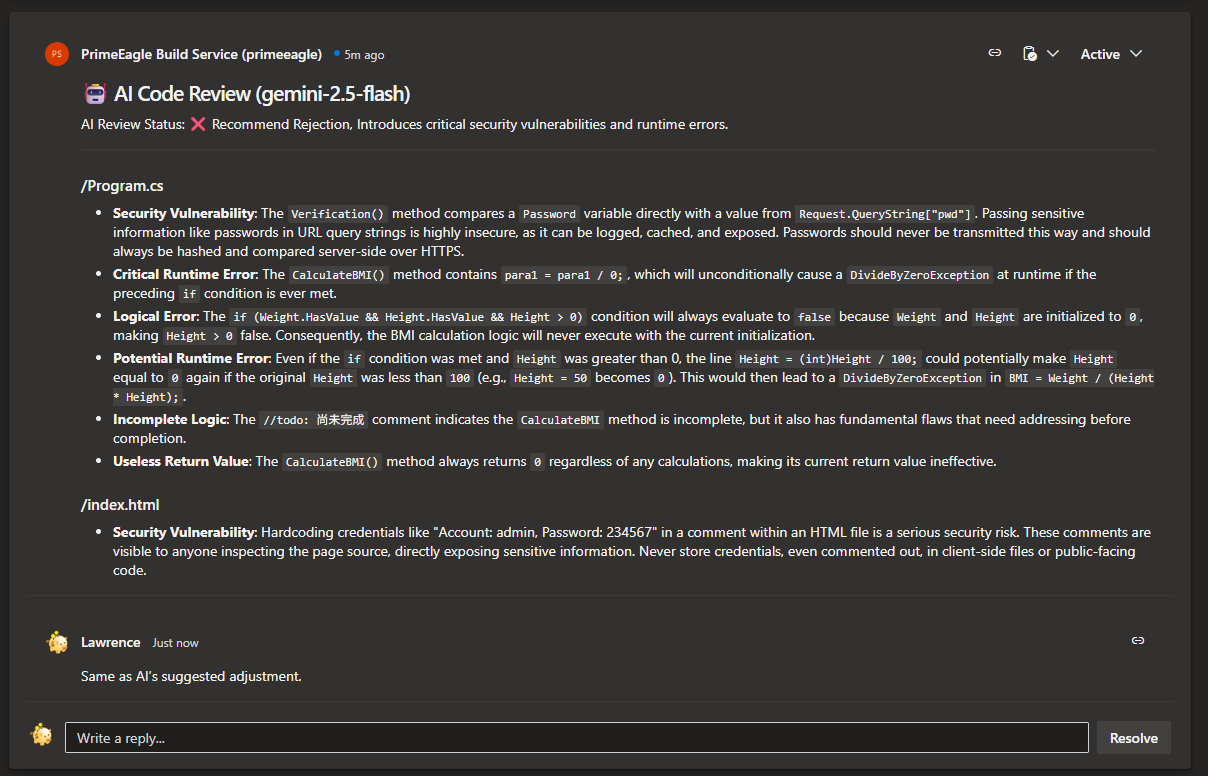 PS PrimeEagle Build Service (primeeagle) 5m ago Active
AI Code Review (gemini-2.5-flash)
AI Review Status: ❌ Recommend Rejection, Introduces critical security vulnerabilities and runtime errors.
/Program.cs
• Security Vulnerability: The Verification() method compares a Password variable directly with a value from Request.QueryString["pwd"]. Passing sensitive
information like passwords in URL query strings is highly insecure, as it can be logged, cached, and exposed. Passwords should never be transmitted this way and should
always be hashed and compared server-side over HTTPS.
• Critical Runtime Error: The CalculateBMI() method contains para1 = para1 / 0;, which will unconditionally cause a DivideByZeroException at runtime if the
preceding if condition is ever met.
• Logical Error: The if (Weight.HasValue && Height.HasValue && Height > 0) condition will always evaluate to false because Weight and Height are initialized to 0,
making Height > 0 false. Consequently, the BMI calculation logic will never execute with the current initialization.
• Potential Runtime Error: Even if the if condition was met and Height was greater than 0, the line Height = (int)Height / 100; could potentially make Height
equal to 0 again if the original Height was less than 100 (e.g., Height = 50 becomes 0). This would then lead to a DivideByZeroException in BMI = Weight / (Height
* Height);.
• Incomplete Logic: The //todo: 尚未完成 comment indicates the CalculateBMI method is incomplete, but it also has fundamental flaws that need addressing before
completion.
• Useless Return Value: The CalculateBMI() method always returns 0 regardless of any calculations, making its current return value ineffective.
/index.html
• Security Vulnerability: Hardcoding credentials like "Account: admin, Password: 234567" in a comment within an HTML file is a serious security risk. These comments are
visible to anyone inspecting the page source, directly exposing sensitive information. Never store credentials, even commented out, in client-side files or public-facing
code.
Lawrence Just now
Same as AI's suggested adjustment.
Write a reply... Resolve